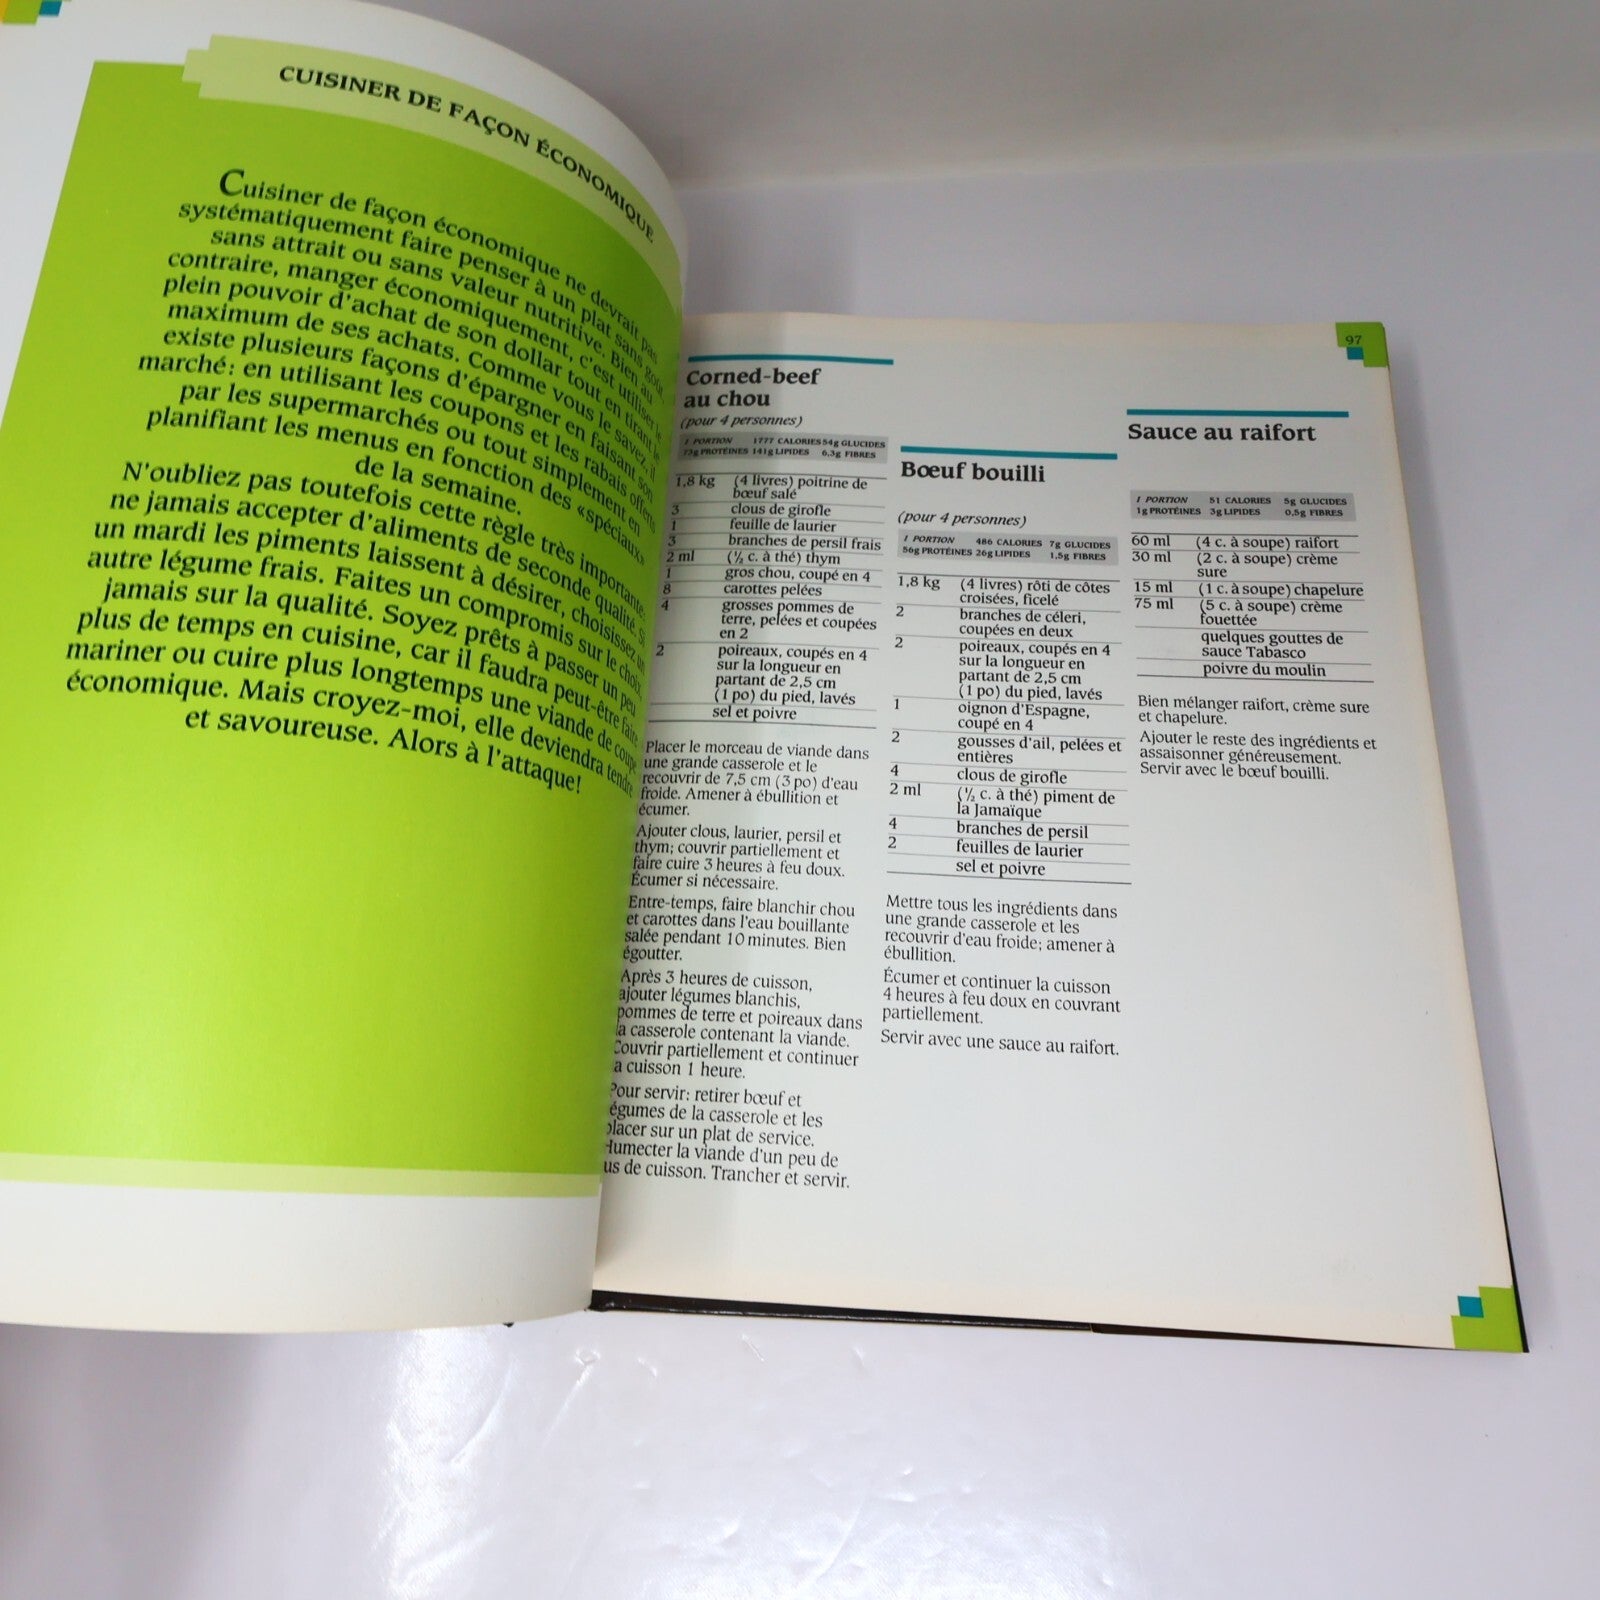 CUISINER DE FAÇON ÉCONOMIQUE
Cuisiner de façon économique ne devrait pas
systématiquement faire penser à un plat sans goût,
sans attrait ou sans valeur nutritive. Bien au
contraire, manger économiquement, c'est utiliser le
plein pouvoir d'achat de son dollar tout en tirant le
maximum de ses achats. Comme vous le savez, il
existe plusieurs façons d'épargner en faisant son
marché: en utilisant les coupons et les rabais offerts
par les supermarchés ou tout simplement en
planifiant les menus en fonction des «spéciaux»
de la semaine.
N'oubliez pas toutefois cette règle très importante:
ne jamais accepter d'aliments de seconde qualité. Si
un mardi les piments laissent à désirer, choisissez un
autre légume frais. Faites un compromis sur le choix,
jamais sur la qualité. Soyez prêts à passer un peu
plus de temps en cuisine, car il faudra peut-être faire
mariner ou cuire plus longtemps une viande de coupe
économique. Mais croyez-moi, elle deviendra tendre
et savoureuse. Alors à l'attaque!
97
Corned-beef
au chou
(pour 4 personnes)
1 PORTION 1777 CALORIES 54g GLUCIDES
73g PROTÉINES 141g LIPIDES 6,3g FIBRES
1,8 kg (4 livres) poitrine de
bœuf salé
3 clous de girofle
1 feuille de laurier
3 branches de persil frais
2 ml (½ c. à thé) thym
1 gros chou, coupé en 4
8 carottes pelées
4 grosses pommes de
terre, pelées et coupées
en 2
2 poireaux, coupés en 4
sur la longueur en
partant de 2,5 cm
(1 po) du pied, lavés
sel et poivre
Placer le morceau de viande dans
une grande casserole et le
recouvrir de 7,5 cm (3 po) d'eau
froide. Amener à ébullition et
écumer.
Ajouter clous, laurier, persil et
thym; couvrir partiellement et
faire cuire 3 heures à feu doux.
Écumer si nécessaire.
Entre-temps, faire blanchir chou
et carottes dans l'eau bouillante
salée pendant 10 minutes. Bien
égoutter.
Après 3 heures de cuisson,
ajouter légumes blanchis,
pommes de terre et poireaux dans
la casserole contenant la viande.
Couvrir partiellement et continuer
la cuisson 1 heure.
Pour servir: retirer bœuf et
légumes de la casserole et les
placer sur un plat de service.
Humecter la viande d'un peu de
jus de cuisson. Trancher et servir.
Bœuf bouilli
(pour 4 personnes)
1 PORTION 486 CALORIES 7g GLUCIDES
56g PROTÉINES 26g LIPIDES 1,5g FIBRES
1,8 kg (4 livres) rôti de côtes
croisées, ficelé
2 branches de céleri,
coupées en deux
2 poireaux, coupés en 4
sur la longueur en
partant de 2,5 cm
(1 po) du pied, lavés
1 oignon d'Espagne,
coupé en 4
2 gousses d'ail, pelées et
entières
4 clous de girofle
2 ml (½ c. à thé) piment de
la Jamaïque
4 branches de persil
2 feuilles de laurier
sel et poivre
Mettre tous les ingrédients dans
une grande casserole et les
recouvrir d'eau froide; amener à
ébullition.
Écumer et continuer la cuisson
4 heures à feu doux en couvrant
partiellement.
Servir avec une sauce au raifort.
Sauce au raifort
1 PORTION 51 CALORIES 5g GLUCIDES
1g PROTÉINES 3g LIPIDES 0,5g FIBRES
60 ml (4 c. à soupe) raifort
30 ml (2 c. à soupe) crème
sure
15 ml (1 c. à soupe) chapelure
75 ml (5 c. à soupe) crème
fouettée
quelques gouttes de
sauce Tabasco
poivre du moulin
Bien mélanger raifort, crème sure
et chapelure.
Ajouter le reste des ingrédients et
assaisonner généreusement.
Servir avec le bœuf bouilli.